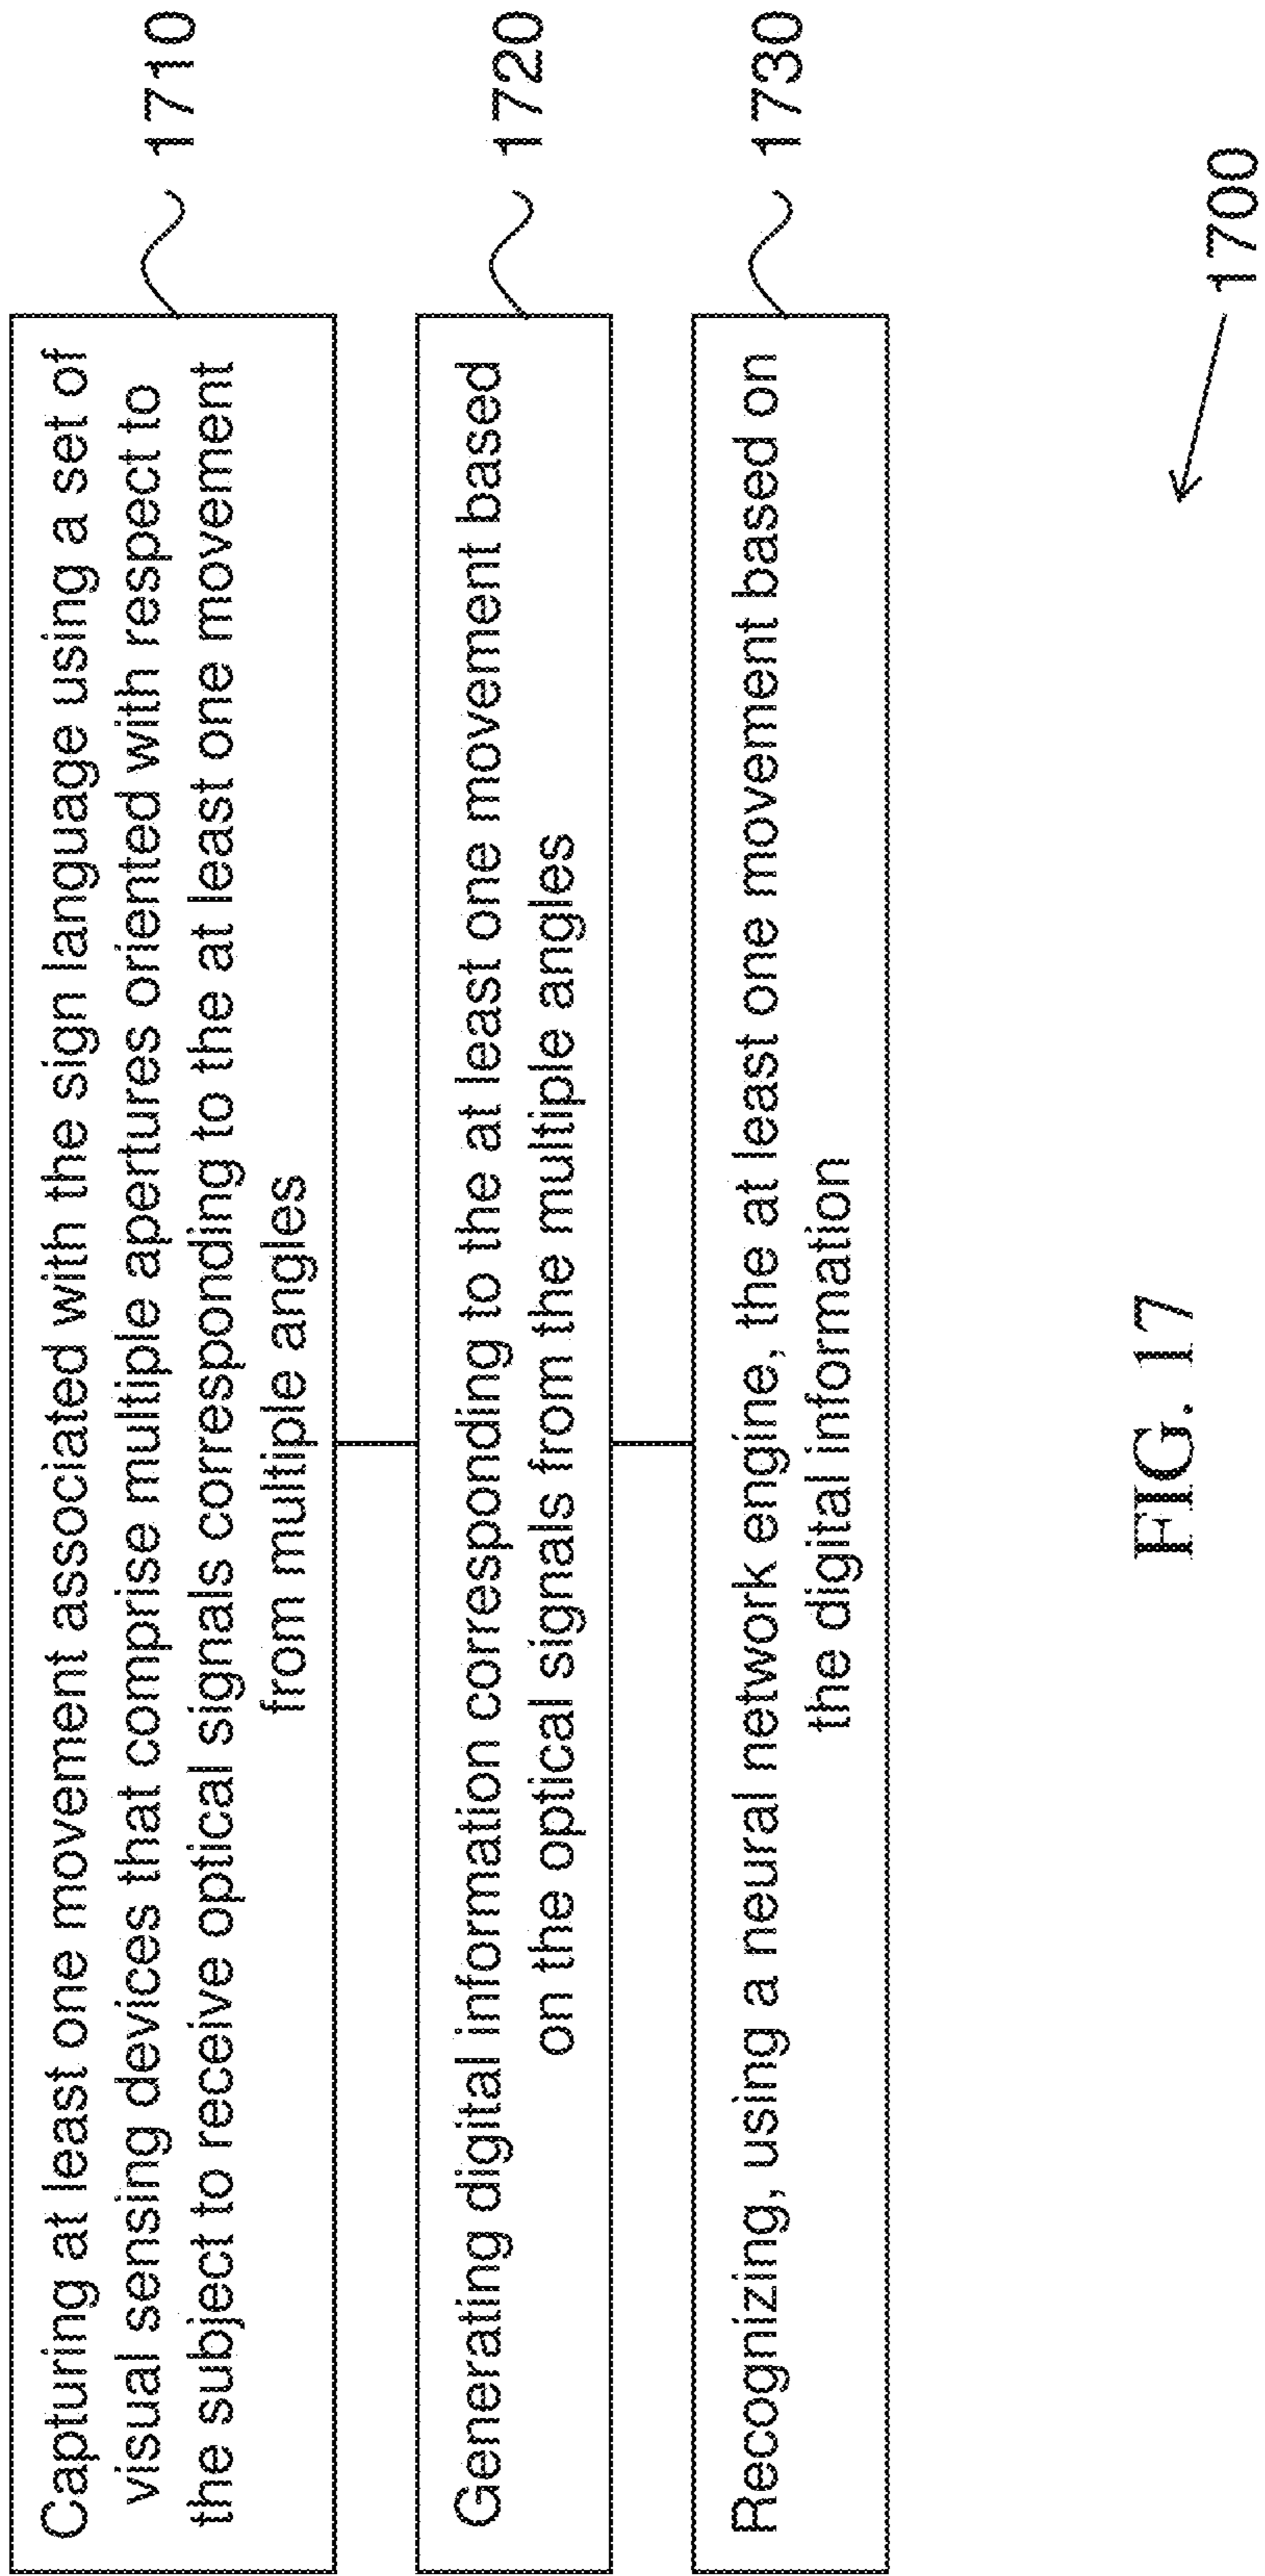 Capturing at least one movement associated with the sign language using a set of
visual sensing devices that comprise multiple apertures oriented with respect to
the subject to receive optical signals corresponding to the at least one movement
from multiple angles
1710
Generating digital information corresponding to the at least one movement based
on the optical signals from the multiple angles
1720
Recognizing, using a neural network engine, the at least one movement based on
the digital information
1730
1700
FIG. 17